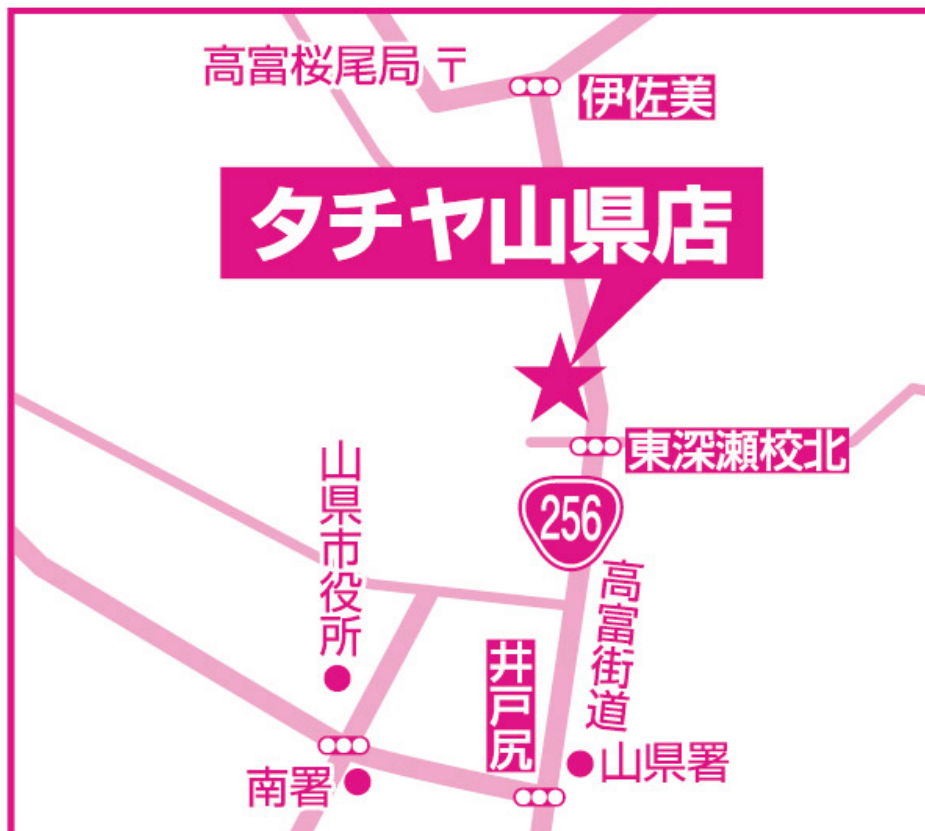 高富桜尾局 〒
伊佐美
タチヤ山県店
東深瀬校北
256
高富街道
山県市役所
井戸尻
山県署
南署